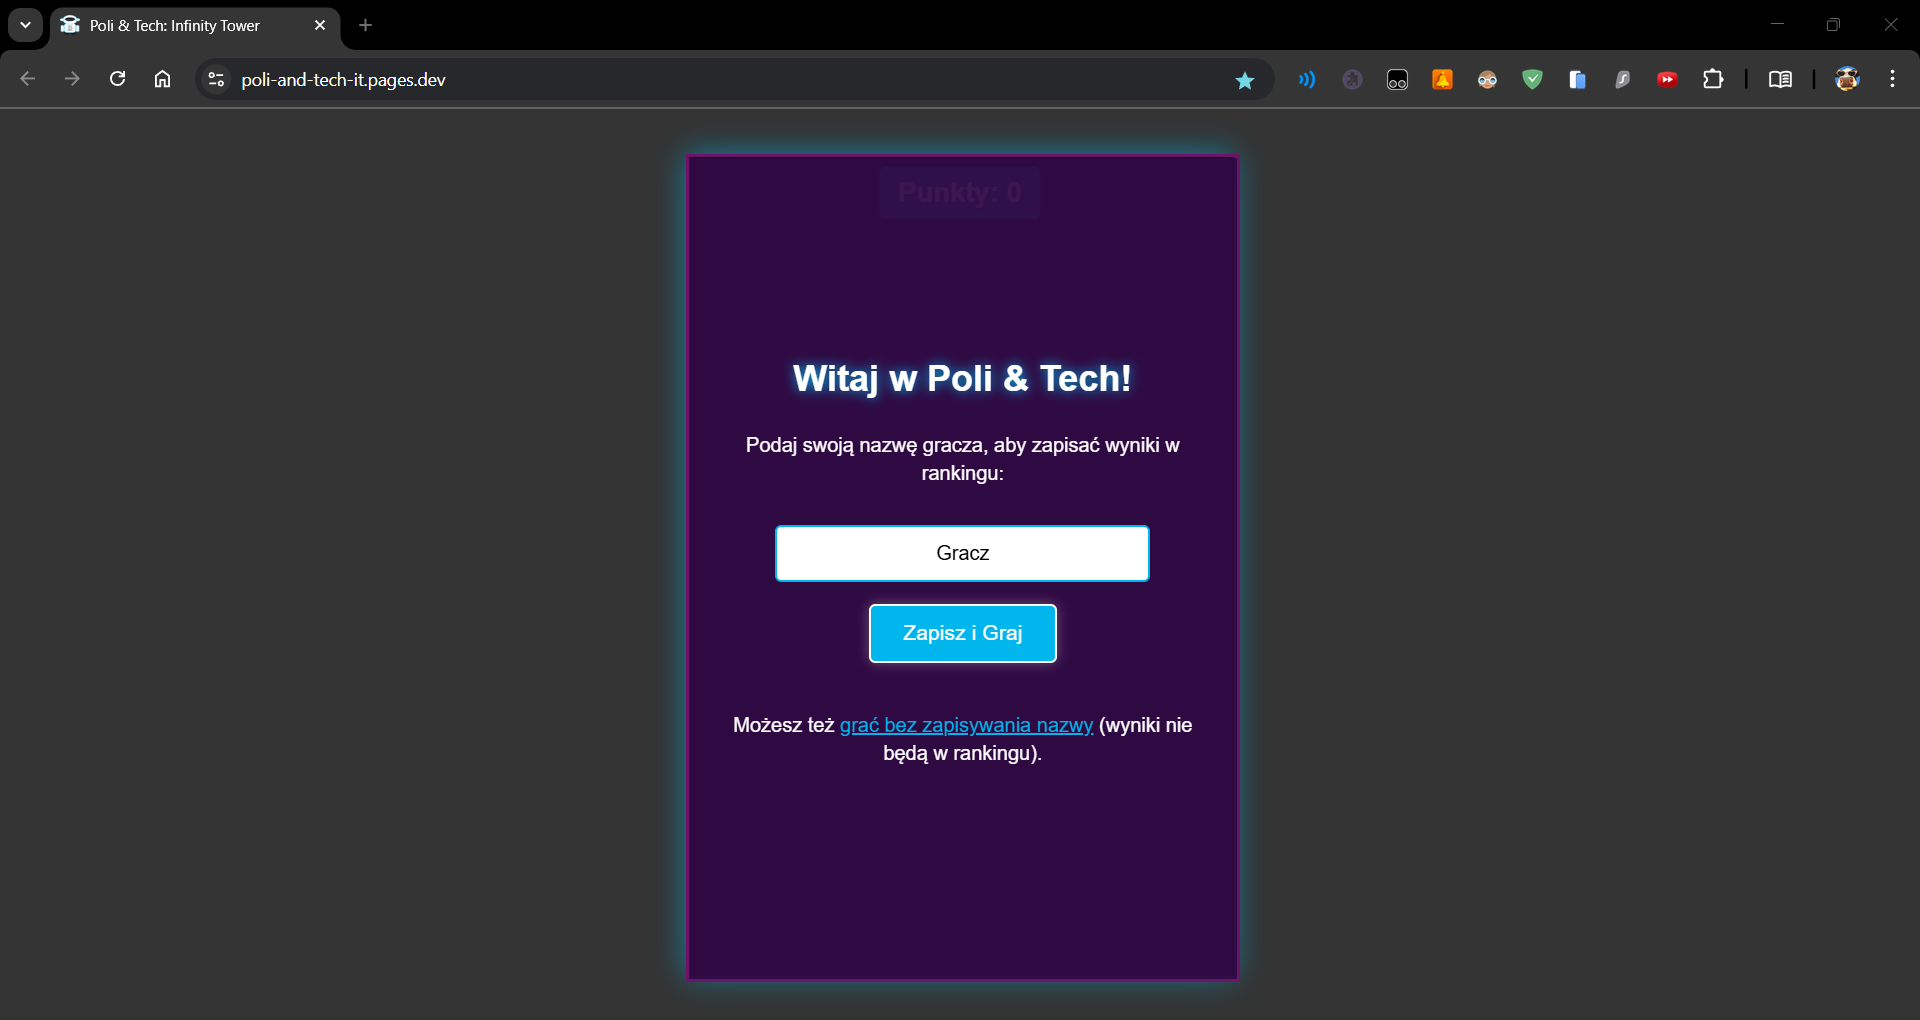 Poli & Tech: Infinity Tower
poli-and-tech-it.pages.dev
Punkty: 0
Witaj w Poli & Tech!
Podaj swoją nazwę gracza, aby zapisać wyniki w
rankingu:
Gracz
Zapisz i Graj
Możesz też grać bez zapisywania nazwy (wyniki nie
będą w rankingu).